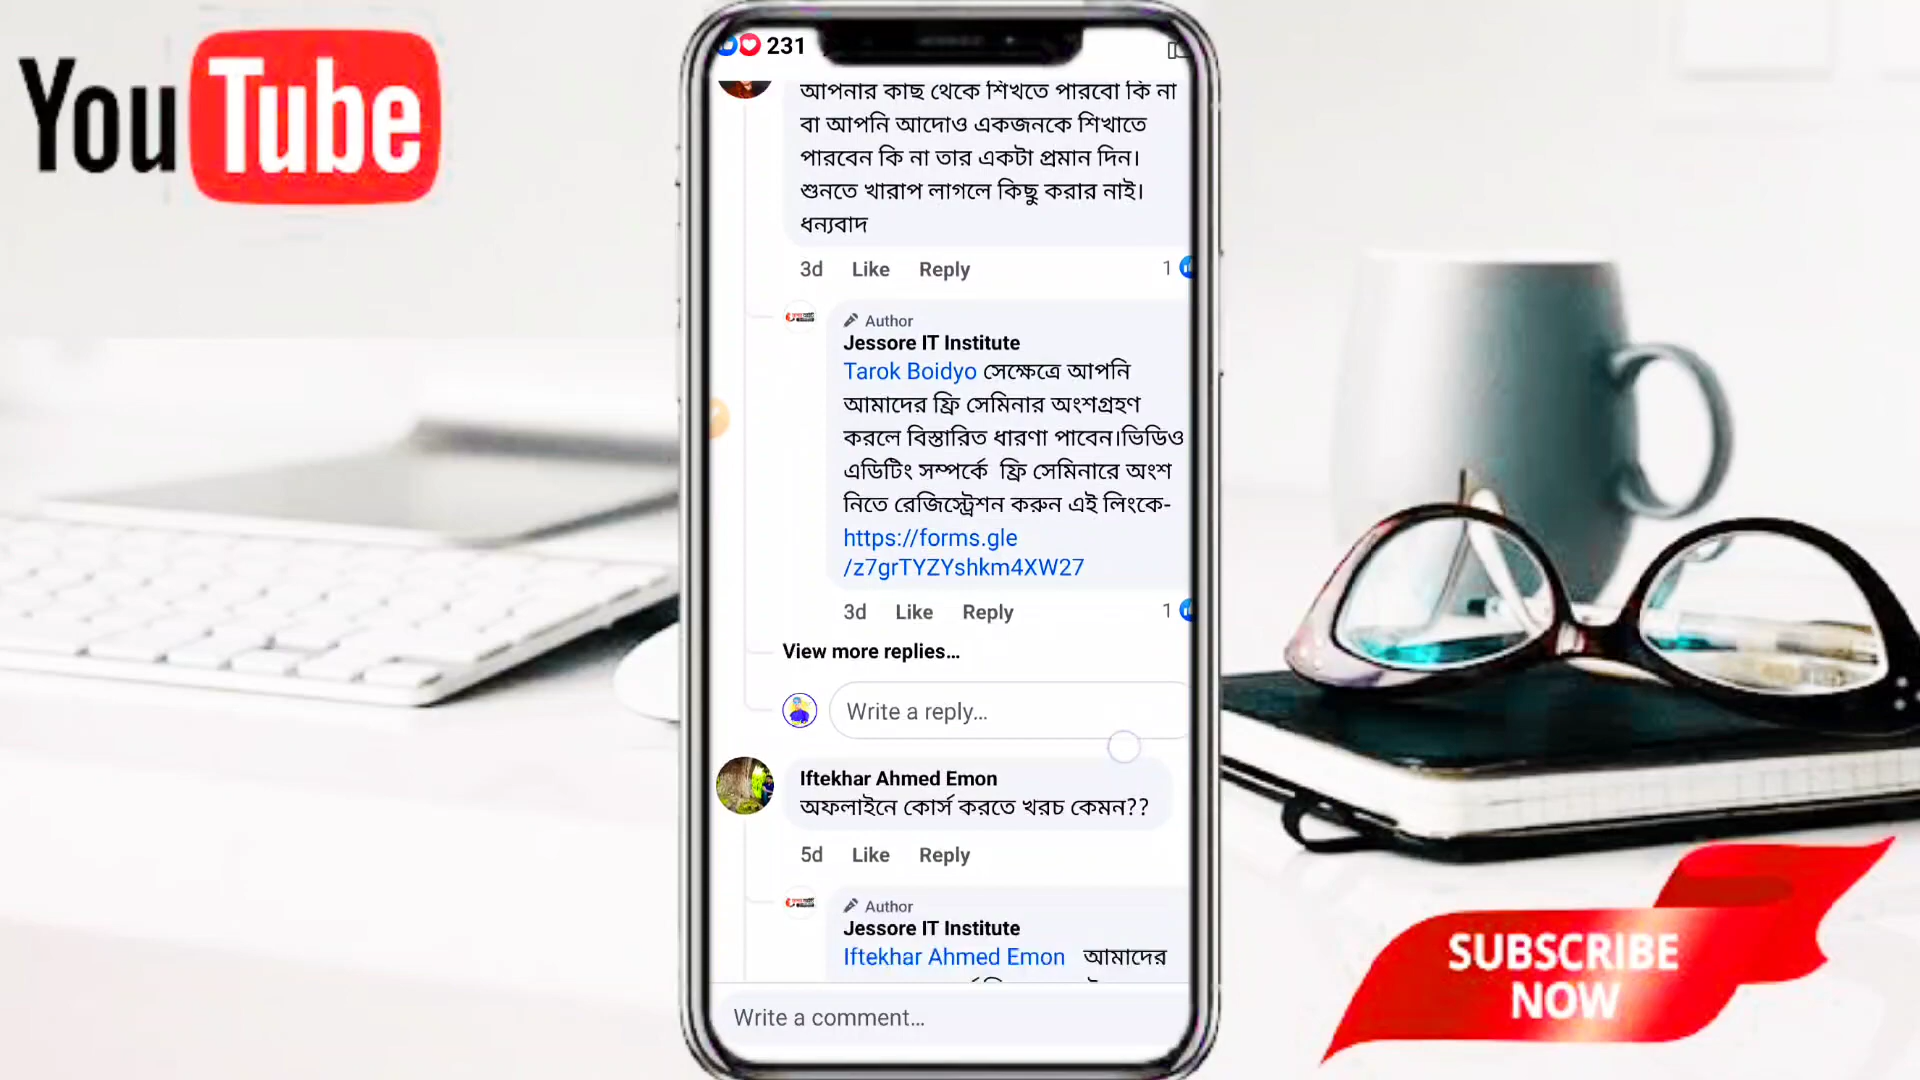 YouTube
231
আপনার কাছ থেকে শিখতে পারবো কি না
বা আপনি আদোও একজনকে শিখাতে
পারবেন কি না তার একটা প্রমান দিন।
শুনতে খারাপ লাগলে কিছু করার নাই।
ধন্যবাদ
3d Like Reply 1
Author
Jessore IT Institute
Tarok Boidyo সেক্ষেত্রে আপনি
আমাদের ফ্রি সেমিনার অংশগ্রহণ
করলে বিস্তারিত ধারণা পাবেন।ভিডিও
এডিটিং সম্পর্কে ফ্রি সেমিনারে অংশ
নিতে রেজিস্ট্রেশন করুন এই লিংকে-
https://forms.gle
/z7grTYZYshkm4XW27
3d Like Reply 1
View more replies...
Write a reply...
Iftekhar Ahmed Emon
অফলাইনে কোর্স করতে খরচ কেমন??
5d Like Reply
Author
Jessore IT Institute
Iftekhar Ahmed Emon আমাদের
Write a comment...
SUBSCRIBE
NOW